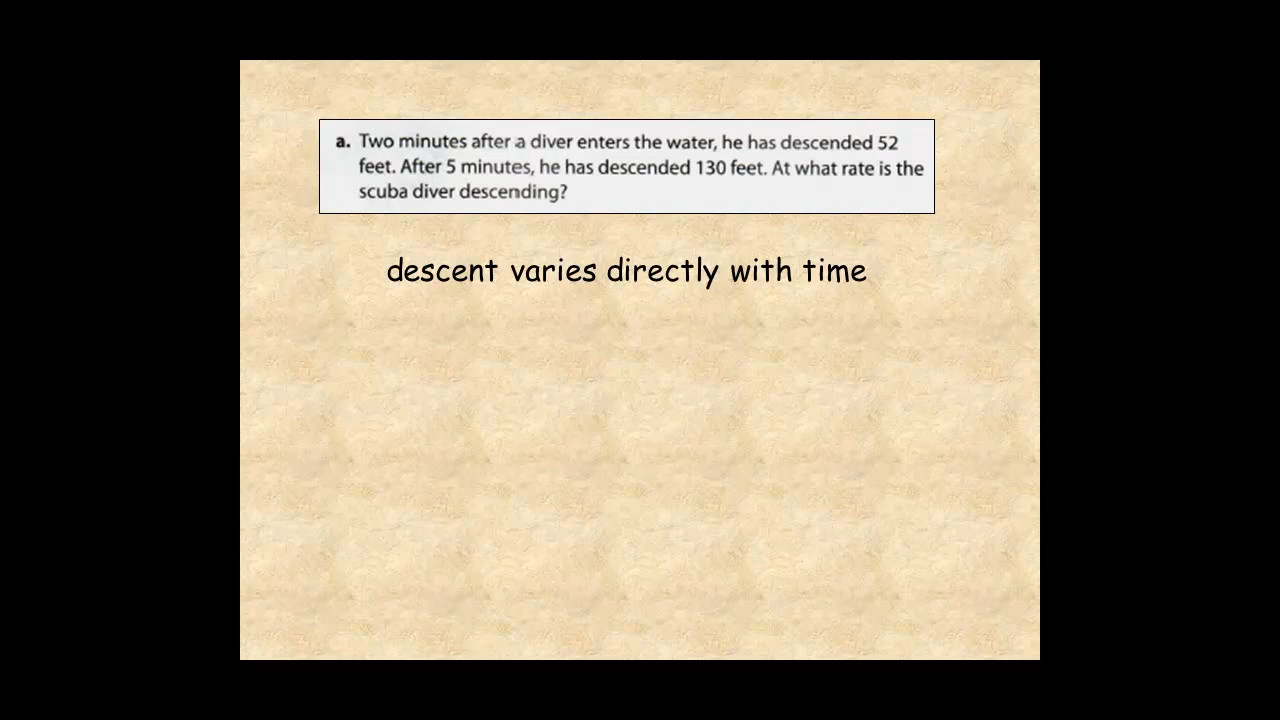 a. Two minutes after a diver enters the water, he has descended 52
feet. After 5 minutes, he has descended 130 feet. At what rate is the
scuba diver descending?
descent varies directly with time